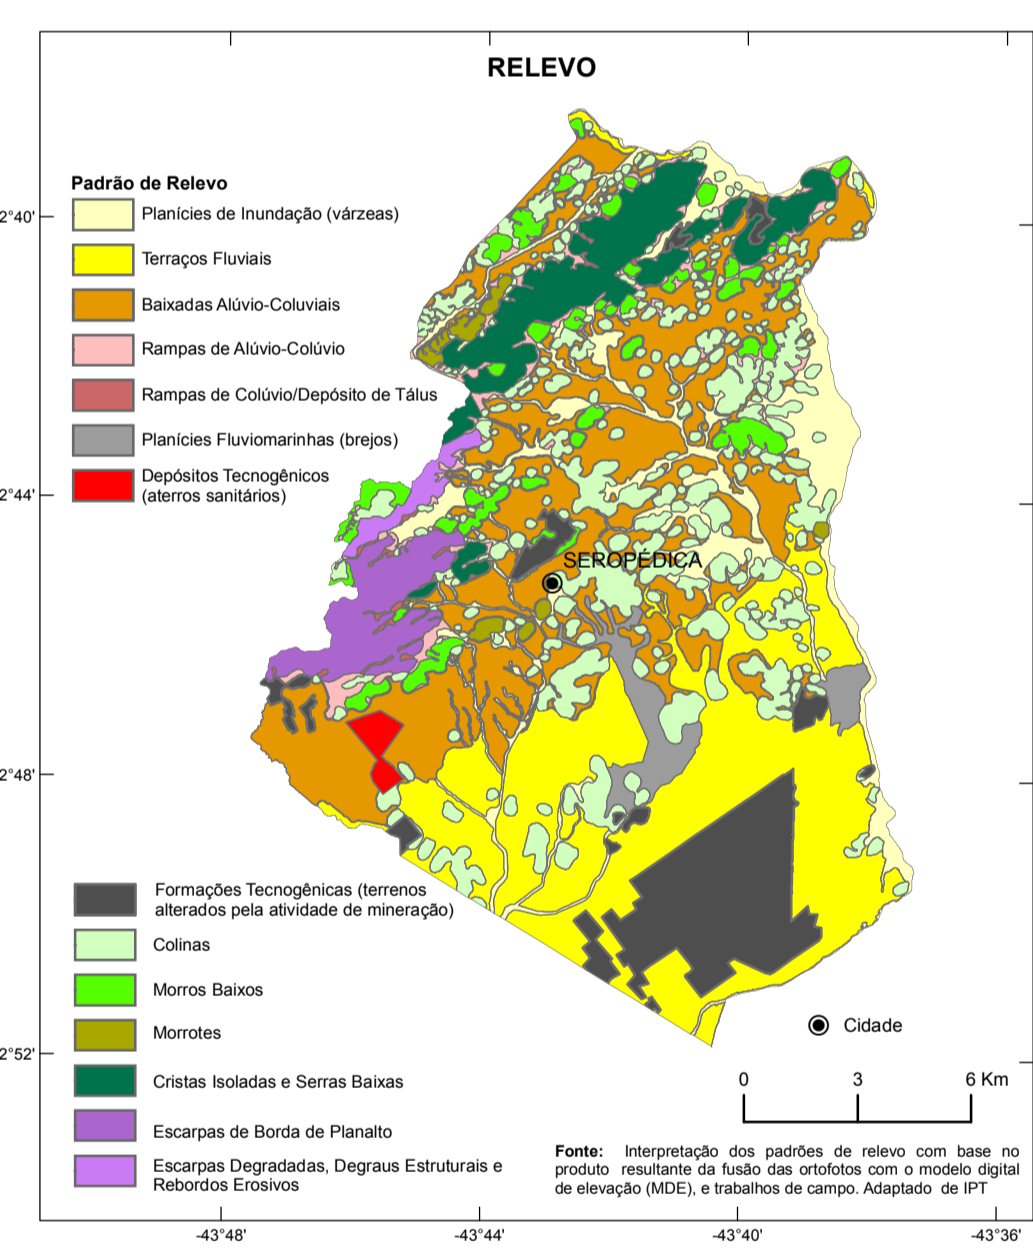 RELEVO
Padrão de Relevo
Planícies de Inundação (várzeas)
Terraços Fluviais
Baixadas Alúvio-Coluviais
Rampas de Alúvio-Colúvio
Rampas de Colúvio/Depósito de Tálus
Planícies Fluviomarinhas (brejos)
Depósitos Tecnogênicos
(aterros sanitários)
2°40'
2°44'
2°48'
2°52'
SEROPÉDICA
Formações Tecnogênicas (terrenos
alterados pela atividade de mineração)
Colinas
Morros Baixos
Morrotes
Cristas Isoladas e Serras Baixas
Escarpas de Borda de Planalto
Escarpas Degradadas, Degraus Estruturais e
Rebordos Erosivos
Cidade
0 3 6 Km
Fonte: Interpretação dos padrões de relevo com base no
produto resultante da fusão das ortofotos com o modelo digital
de elevação (MDE), e trabalhos de campo. Adaptado de IPT
-43°48' -43°44' -43°40' -43°36'